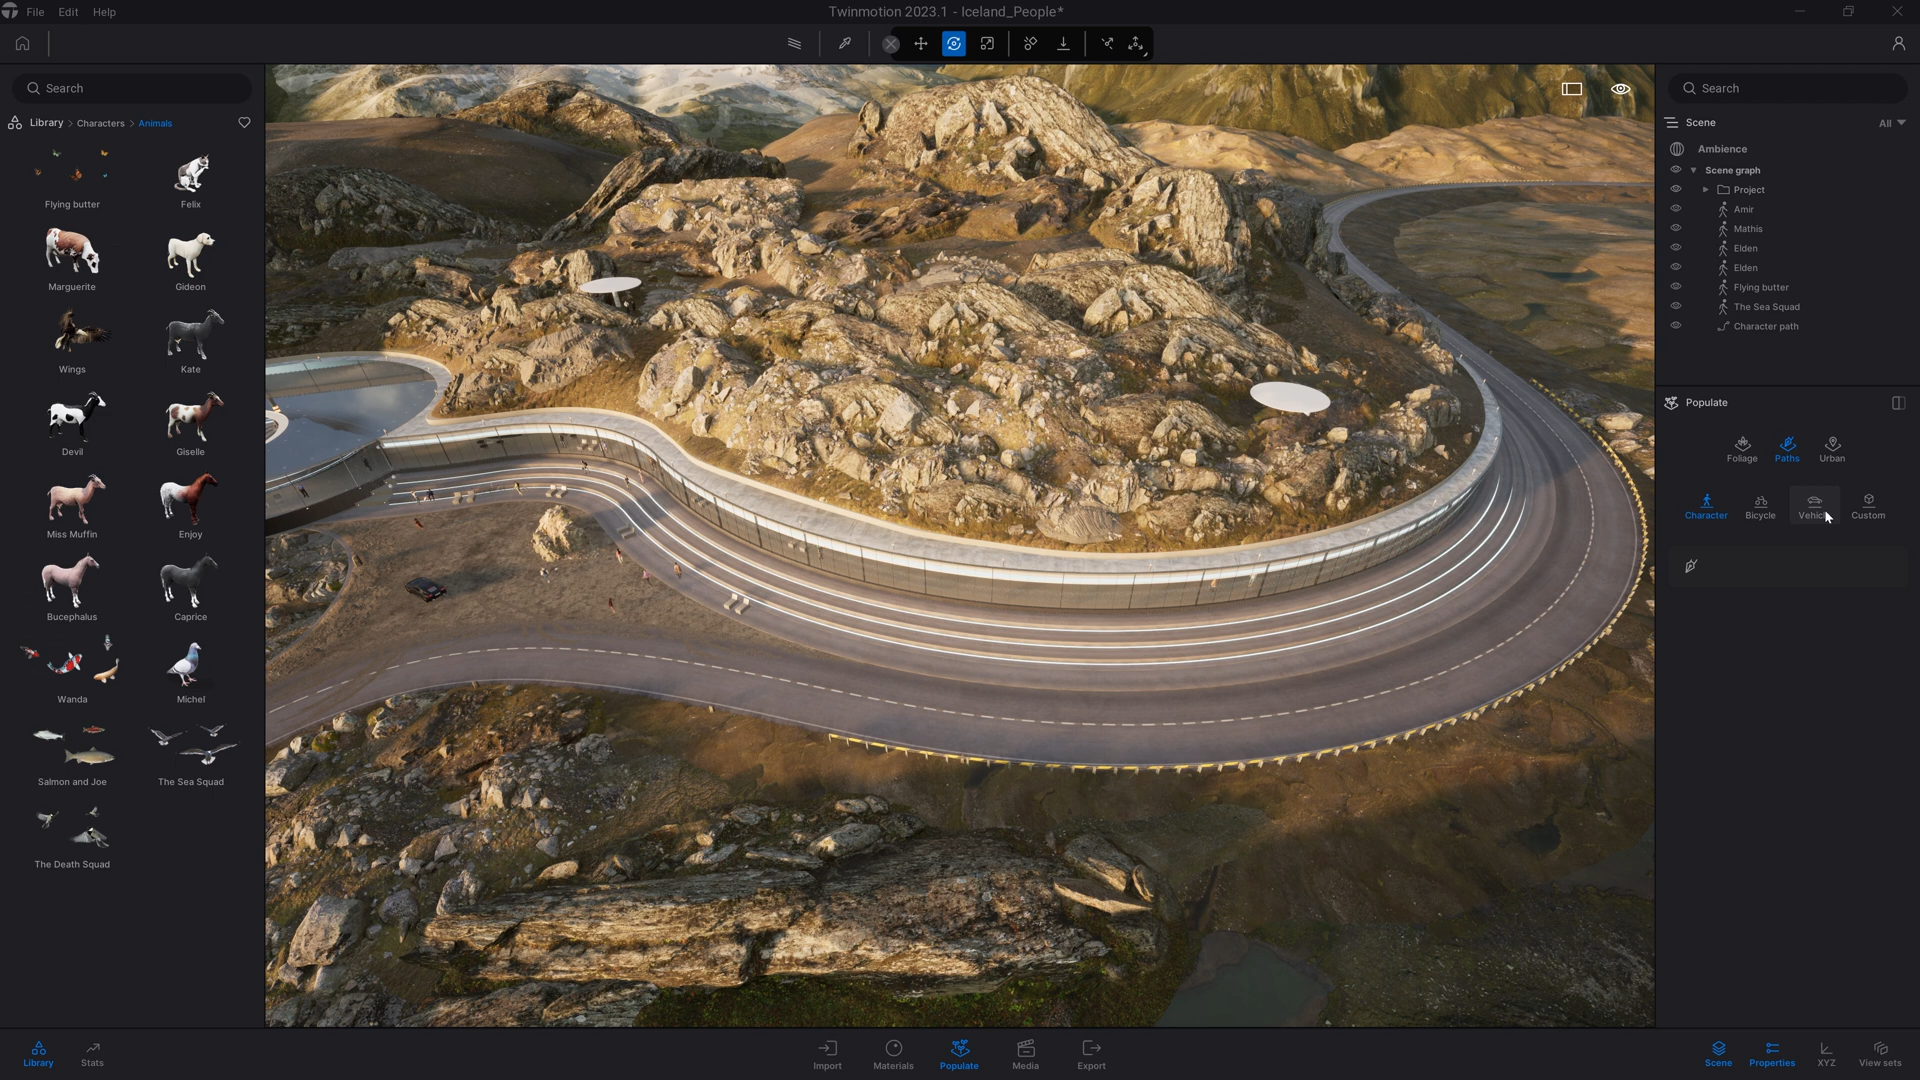 File Edit Help
Twinmotion 2023.1 - Iceland_People*
Search
Library > Characters > Animals
Flying butter
Felix
Marguerite
Gideon
Wings
Kate
Devil
Giselle
Miss Muffin
Enjoy
Bucephalus
Caprice
Wanda
Michel
Salmon and Joe
The Sea Squad
The Death Squad
Search
Scene
All
Ambience
Scene graph
Project
Amir
Mathis
Elden
Elden
Flying butter
The Sea Squad
Character path
Populate
Foliage Paths Urban
Character Bicycle Custom
Library Stats
Import Materials Populate Media Export
Scene Properties XYZ View sets